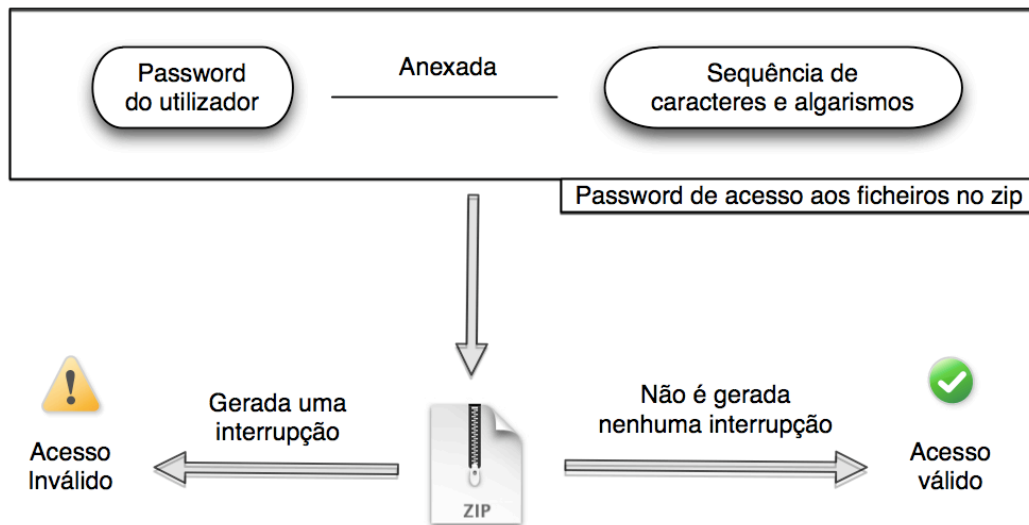 Password
do utilizador
Anexada
Sequência de
caracteres e algarismos
Password de acesso aos ficheiros no zip
Gerada uma
interrupção
Não é gerada
nenhuma interrupção
Acesso
Inválido
Acesso
válido
ZIP